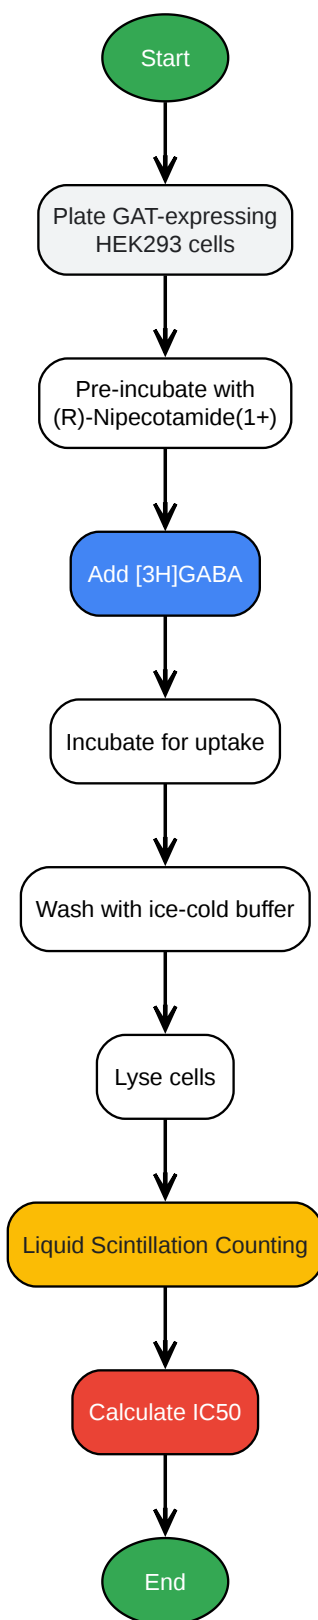 Start
Plate GAT-expressing
HEK293 cells
Pre-incubate with
(R)-Nipecotamide(1+)
Add [3H]GABA
Incubate for uptake
Wash with ice-cold buffer
Lyse cells
Liquid Scintillation Counting
Calculate IC50
End